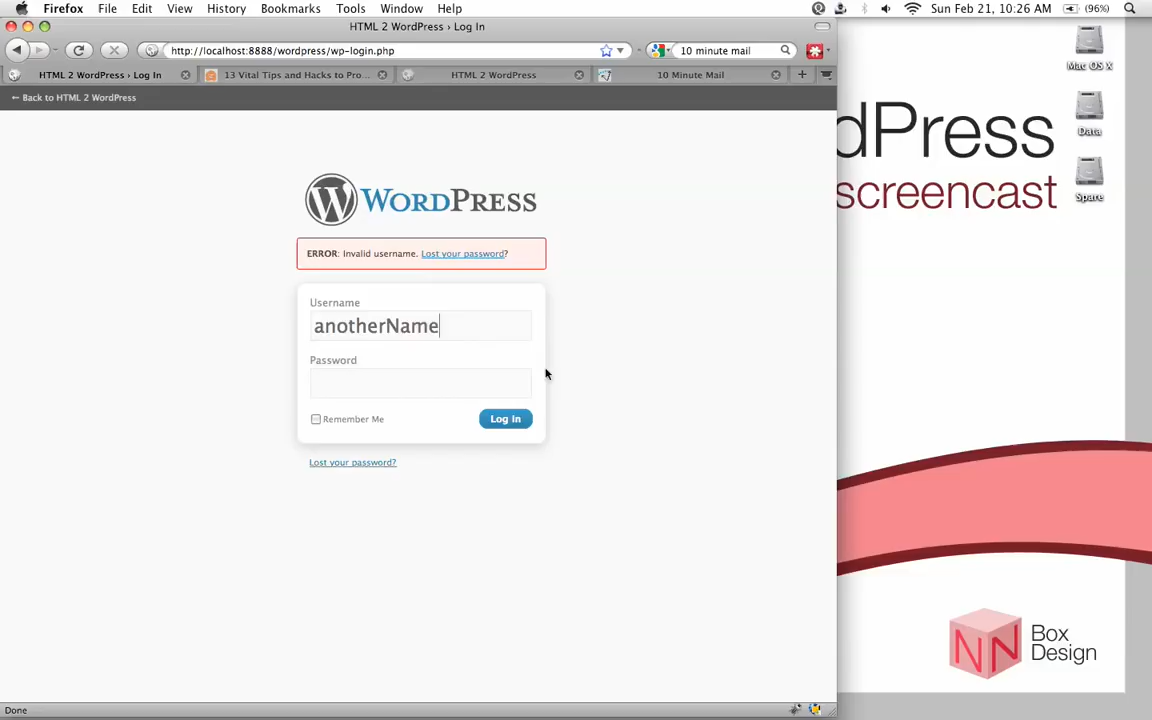 Firefox File Edit View History Bookmarks Tools Window Help Sun Feb 21, 10:26 AM (96%)
HTML 2 WordPress › Log In
http://localhost:8888/wordpress/wp-login.php 10 minute mail
HTML 2 WordPress › Log In 13 Vital Tips and Hacks to Pro... HTML 2 WordPress 10 Minute Mail
← Back to HTML 2 WordPress
WORDPRESS
ERROR: Invalid username. Lost your password?
Username
anotherName
Password
Remember Me Log In
Lost your password?
Done
Mac OS X
Data
Spare
dPress
screencast
NN
Box
Design